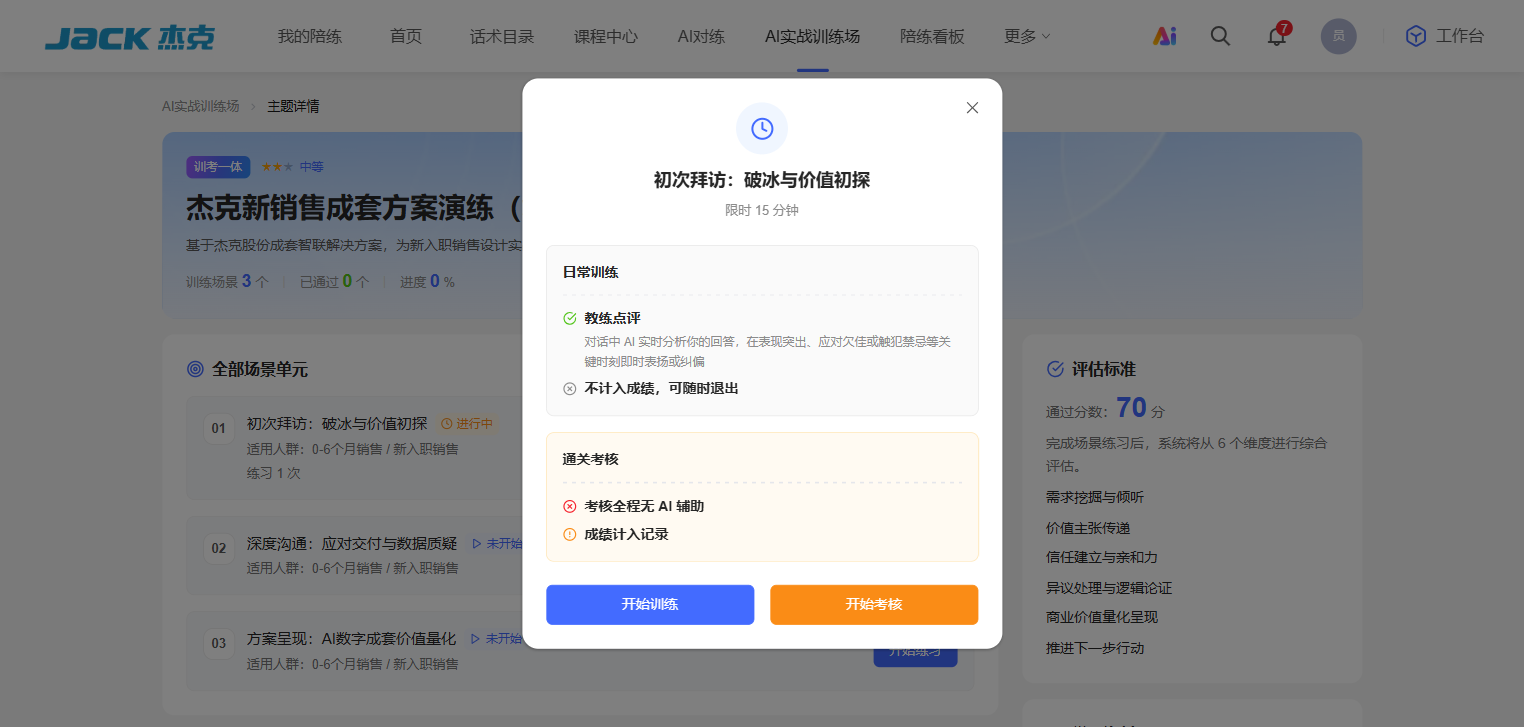 JACK 杰克
我的陪练
首页
话术目录
课程中心
AI对练
AI实战训练场
陪练看板
更多
Ai
7
员
工作台
AI实战训练场 > 主题详情
训考一体
中等
杰克新销售成套方案演练（
基于杰克股份成套智联解决方案，为新入职销售设计实
训练场景 3 个
已通过 0 个
进度 0 %
全部场景单元
01
初次拜访：破冰与价值初探
进行中
适用人群：0-6个月销售 / 新入职销售
练习 1 次
02
深度沟通：应对交付与数据质疑
未开始
适用人群：0-6个月销售 / 新入职销售
03
方案呈现：AI数字成套价值量化
未开始
适用人群：0-6个月销售 / 新入职销售
开始练习
初次拜访：破冰与价值初探
限时 15 分钟
日常训练
教练点评
对话中 AI 实时分析你的回答，在表现突出、应对欠佳或触犯禁忌等关
键时刻即时表扬或纠偏
不计入成绩，可随时退出
通关考核
考核全程无 AI 辅助
成绩计入记录
开始训练
开始考核
评估标准
通过分数：70 分
完成场景练习后，系统将从 6 个维度进行综合
评估。
需求挖掘与倾听
价值主张传递
信任建立与亲和力
异议处理与逻辑论证
商业价值量化呈现
推进下一步行动